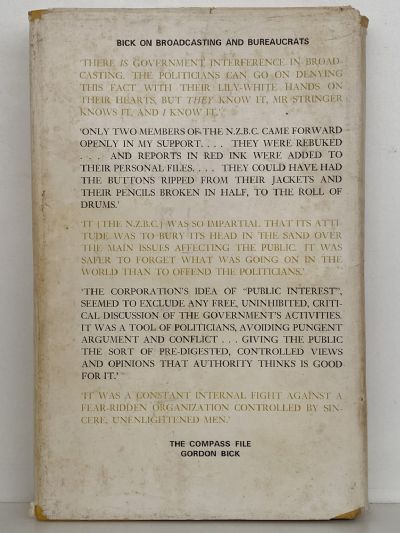 BICK ON BROADCASTING AND BUREAUCRATS
'THERE IS GOVERNMENT INTERFERENCE IN BROAD-
CASTING. THE POLITICIANS CAN GO ON DENYING
THIS FACT WITH THEIR LILY-WHITE HANDS ON
THEIR HEARTS, BUT THEY KNOW IT, MR STRINGER
KNOWS IT, AND I KNOW IT.'
'ONLY TWO MEMBERS OF THE N.Z.B.C. CAME FORWARD
OPENLY IN MY SUPPORT. . . . THEY WERE REBUKED
. . . AND REPORTS IN RED INK WERE ADDED TO
THEIR PERSONAL FILES. . . . THEY COULD HAVE HAD
THE BUTTONS RIPPED FROM THEIR JACKETS AND
THEIR PENCILS BROKEN IN HALF, TO THE ROLL OF
DRUMS.'
'IT [THE N.Z.B.C.] WAS SO IMPARTIAL THAT ITS ATTI-
TUDE WAS TO BURY ITS HEAD IN THE SAND OVER
THE MAIN ISSUES AFFECTING THE PUBLIC. IT WAS
SAFER TO FORGET WHAT WAS GOING ON IN THE
WORLD THAN TO OFFEND THE POLITICIANS.'
'THE CORPORATION'S IDEA OF "PUBLIC INTEREST",
SEEMED TO EXCLUDE ANY FREE, UNINHIBITED, CRITI-
CAL DISCUSSION OF THE GOVERNMENT'S ACTIVITIES.
IT WAS A TOOL OF POLITICIANS, AVOIDING PUNGENT
ARGUMENT AND CONFLICT . . . GIVING THE PUBLIC
THE SORT OF PRE-DIGESTED, CONTROLLED VIEWS
AND OPINIONS THAT AUTHORITY THINKS IS GOOD
FOR IT.'
'IT WAS A CONSTANT INTERNAL FIGHT AGAINST A
FEAR-RIDDEN ORGANIZATION CONTROLLED BY SIN-
CERE, UNENLIGHTENED MEN.'
THE COMPASS FILE
GORDON BICK